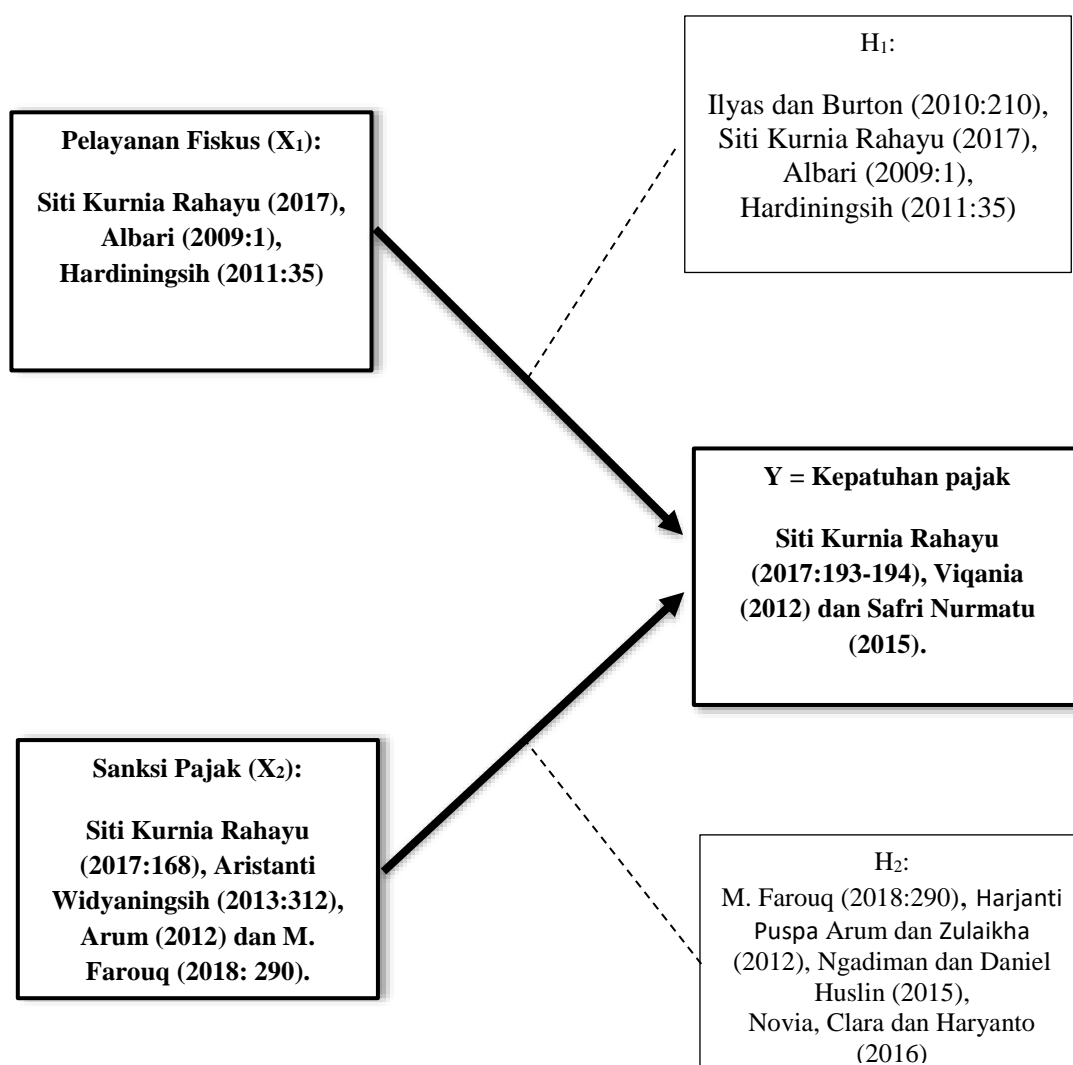 H₁:
Ilyas dan Burton (2010:210),
Siti Kurnia Rahayu (2017),
Albari (2009:1),
Hardiningsih (2011:35)
Pelayanan Fiskus (X₁):
Siti Kurnia Rahayu (2017),
Albari (2009:1),
Hardiningsih (2011:35)
Y = Kepatuhan pajak
Siti Kurnia Rahayu
(2017:193-194), Viqania
(2012) dan Safri Nurmatu
(2015).
Sanksi Pajak (X₂):
Siti Kurnia Rahayu
(2017:168), Aristanti
Widyaningsih (2013:312),
Arum (2012) dan M.
Farouq (2018: 290).
H₂:
M. Farouq (2018:290), Harjanti
Puspa Arum dan Zulaikha
(2012), Ngadiman dan Daniel
Huslin (2015),
Novia, Clara dan Haryanto
(2016)